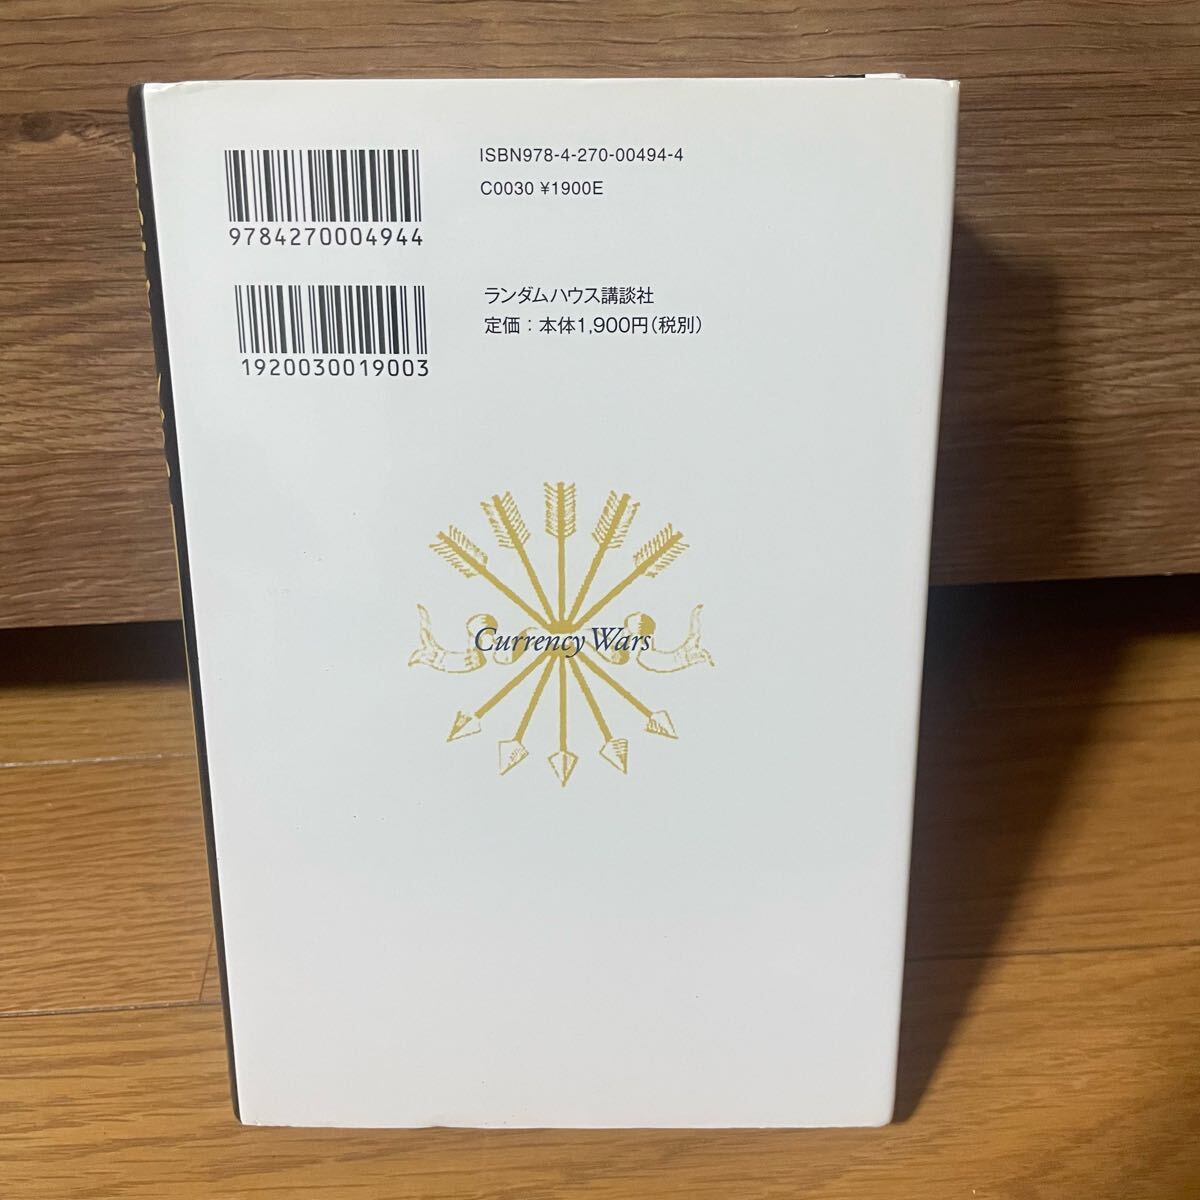 ISBN978-4-270-00494-4
C0030 ¥1900E
9784270004944
ランダムハウス講談社
定価：本体1,900円（税別）
1920030019003
Currency Wars